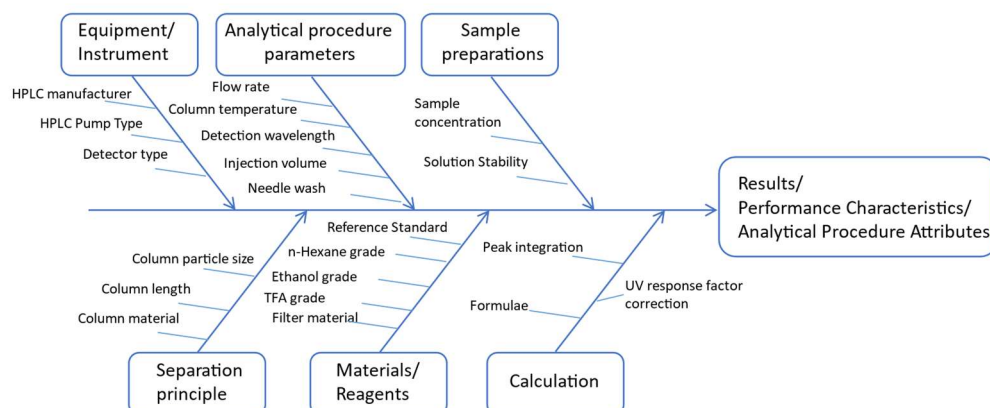 Equipment/
Instrument
Analytical procedure
parameters
Sample
preparations
HPLC manufacturer
HPLC Pump Type
Detector type
Flow rate
Column temperature
Detection wavelength
Injection volume
Needle wash
Sample
concentration
Solution Stability
Results/
Performance Characteristics/
Analytical Procedure Attributes
Column particle size
Column length
Column material
Reference Standard
n-Hexane grade
Ethanol grade
TFA grade
Filter material
Peak integration
Formulae
UV response factor
correction
Separation
principle
Materials/
Reagents
Calculation